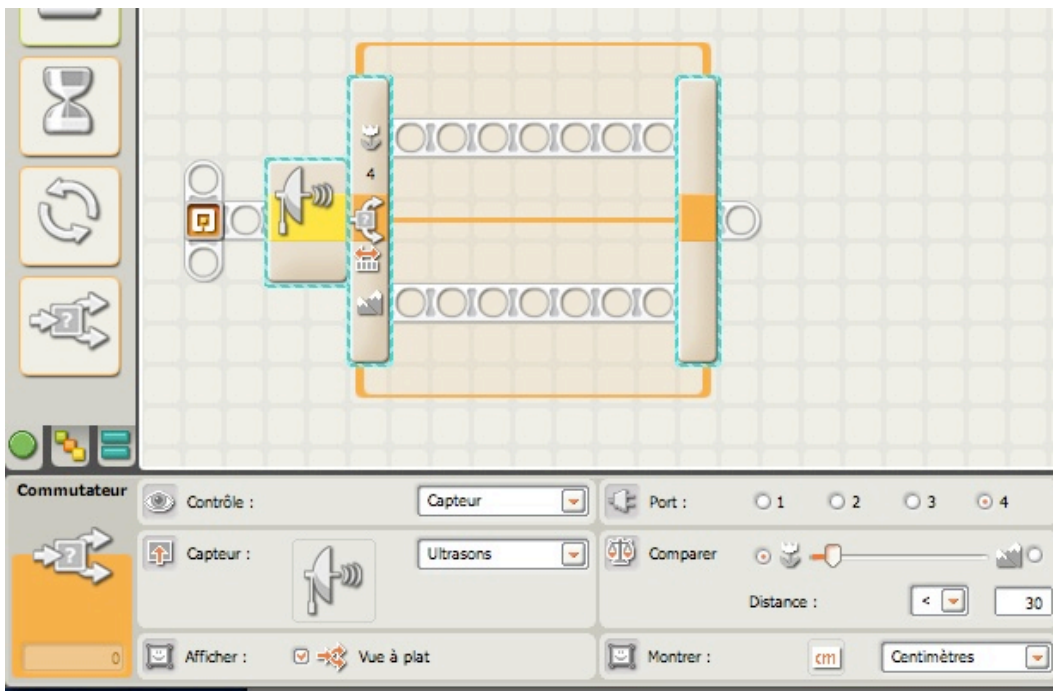 4
Commutateur
0
Contrôle :
Capteur
Capteur :
Ultrasons
Afficher :
Vue à plat
Port :
1 2 3 4
Comparer
Distance :
<
30
Montrer :
cm
Centimètres